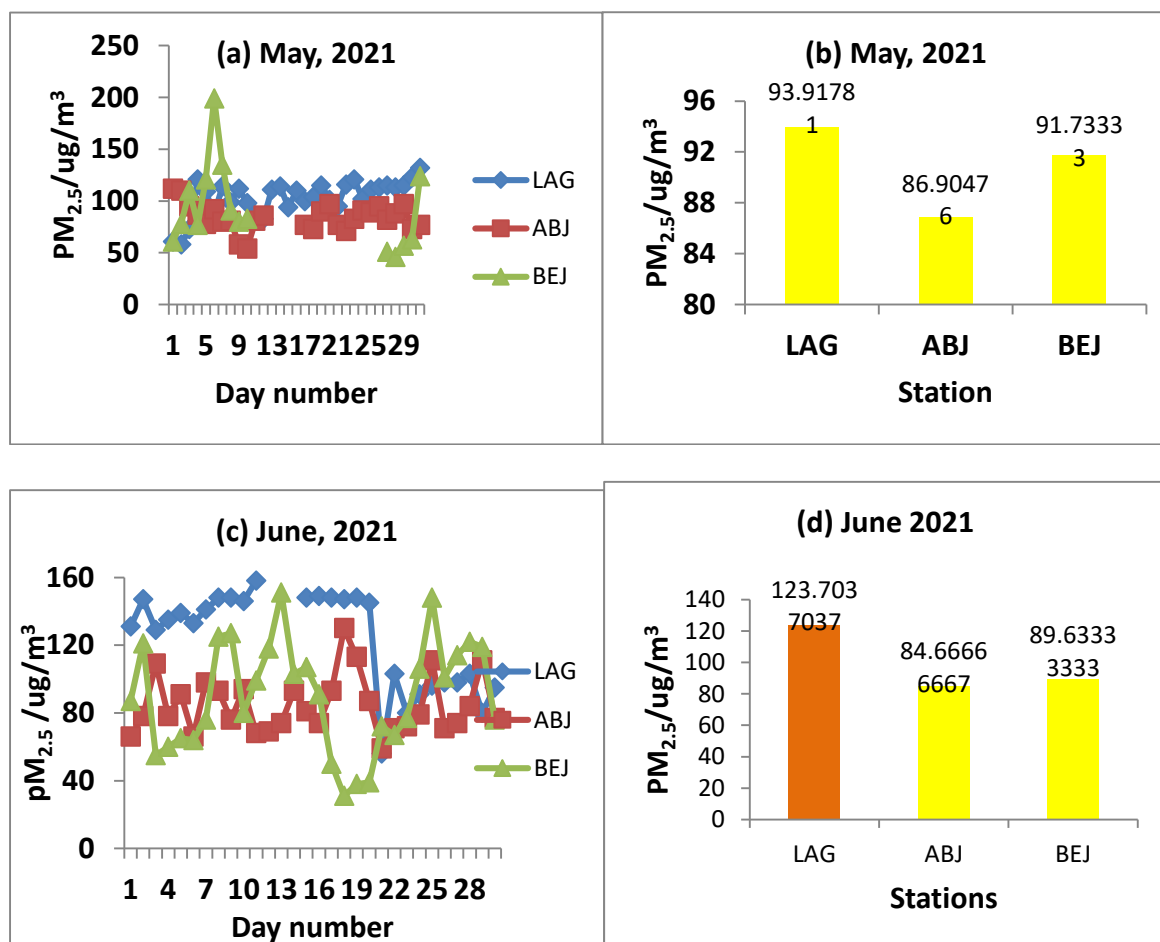 (a) May, 2021
PM2.5/ug/m³
250
200
150
100
50
0
1 5 9 13 17 21 25 29
Day number
LAG
ABJ
BEJ
(b) May, 2021
PM2.5/ug/m³
96
92
88
84
80
93.9178
1
86.9047
6
91.7333
3
LAG ABJ BEJ
Station
(c) June, 2021
pM2.5 /ug/m³
160
120
80
40
0
1 4 7 10 13 16 19 22 25 28
Day number
LAG
ABJ
BEJ
(d) June 2021
PM2.5/ug/m³
140
120
100
80
60
40
20
0
123.703
7037
84.6666
6667
89.6333
3333
LAG ABJ BEJ
Stations